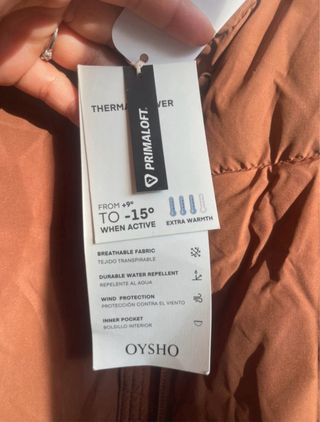 PRIMALOFT
FROM +9°
TO -15°
WHEN ACTIVE
EXTRA WARMTH
BREATHABLE FABRIC
TEJIDO TRANSPIRABLE
DURABLE WATER REPELLENT
REPELENTE AL AGUA
WIND PROTECTION
PROTECCIÓN CONTRA EL VIENTO
INNER POCKET
BOLSILLO INTERIOR
OYSHO